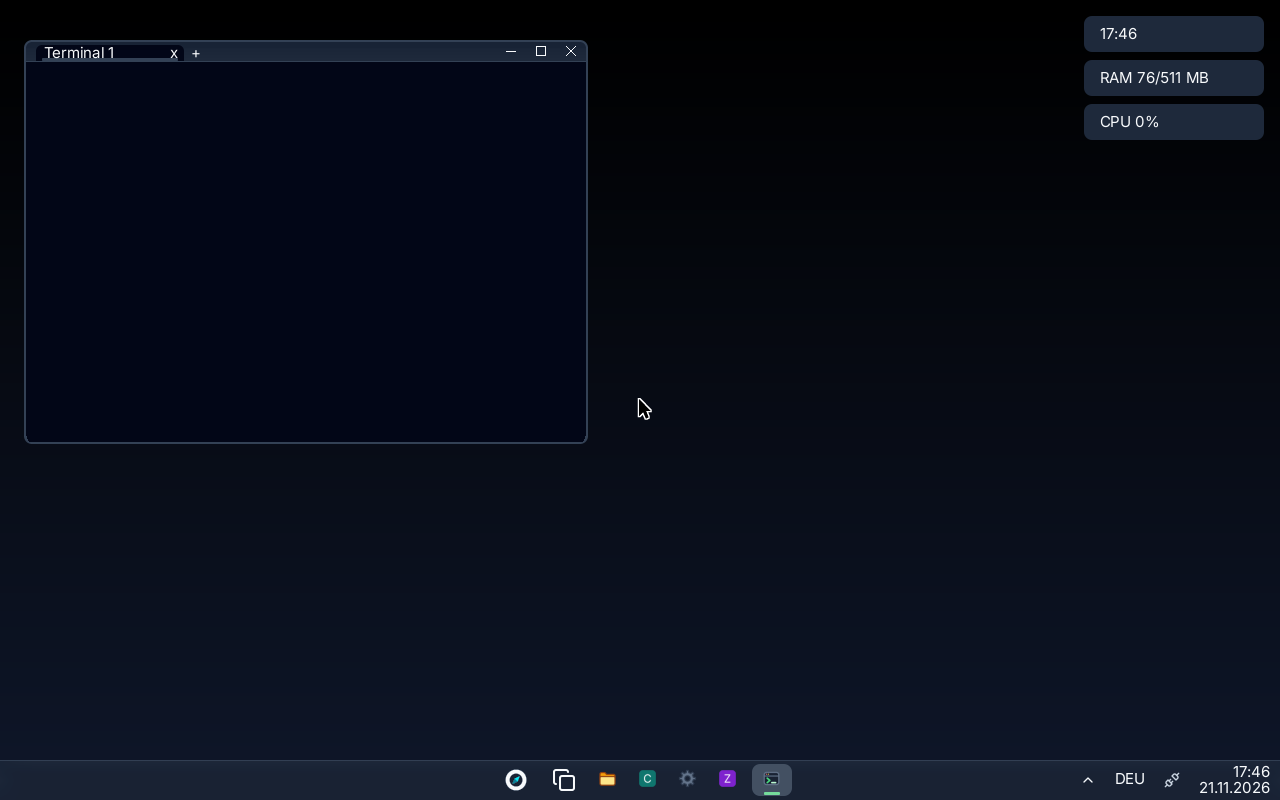 17:46
Terminal 1 x +
RAM 76/511 MB
CPU 0%
C
Z
DEU
17:46
21.11.2026